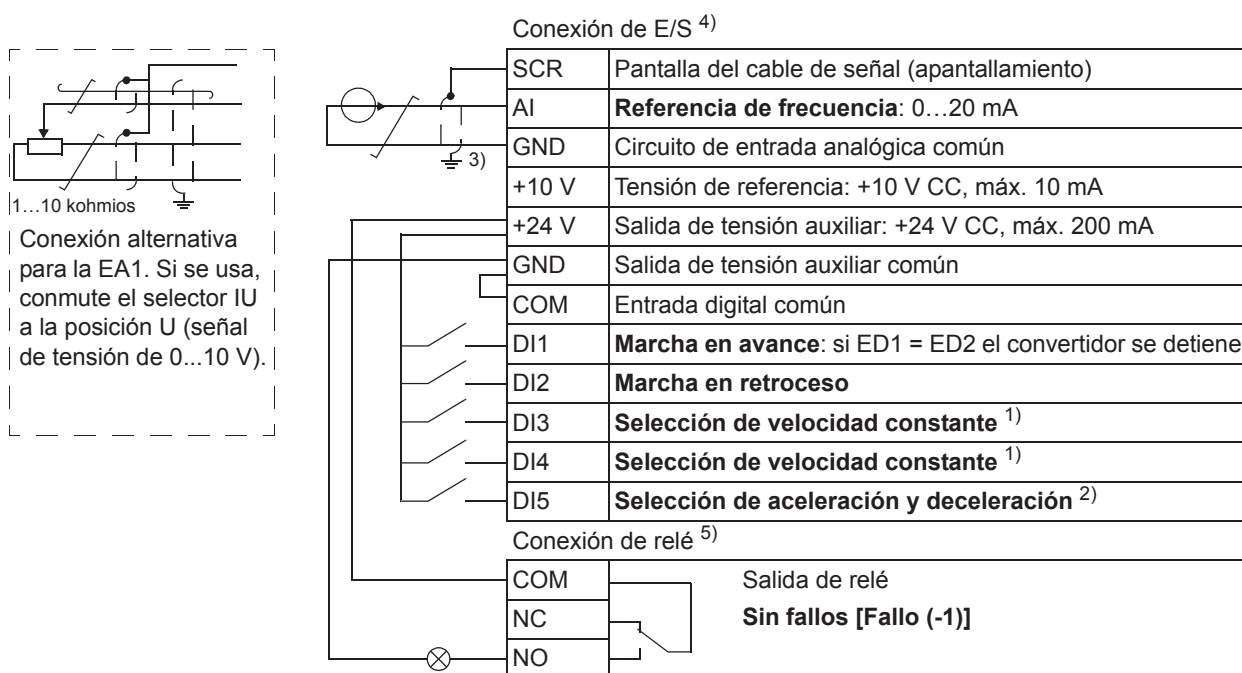 Conexión de E/S 4)
SCR Pantalla del cable de señal (apantallamiento)
AI Referencia de frecuencia: 0…20 mA
GND Circuito de entrada analógica común
3)
+10 V Tensión de referencia: +10 V CC, máx. 10 mA
+24 V Salida de tensión auxiliar: +24 V CC, máx. 200 mA
GND Salida de tensión auxiliar común
COM Entrada digital común
DI1 Marcha en avance: si ED1 = ED2 el convertidor se detiene
DI2 Marcha en retroceso
DI3 Selección de velocidad constante 1)
DI4 Selección de velocidad constante 1)
DI5 Selección de aceleración y deceleración 2)
1…10 kohmios
Conexión alternativa
para la EA1. Si se usa,
conmute el selector IU
a la posición U (señal
de tensión de 0...10 V).
Conexión de relé 5)
COM Salida de relé
NC Sin fallos [Fallo (-1)]
NO